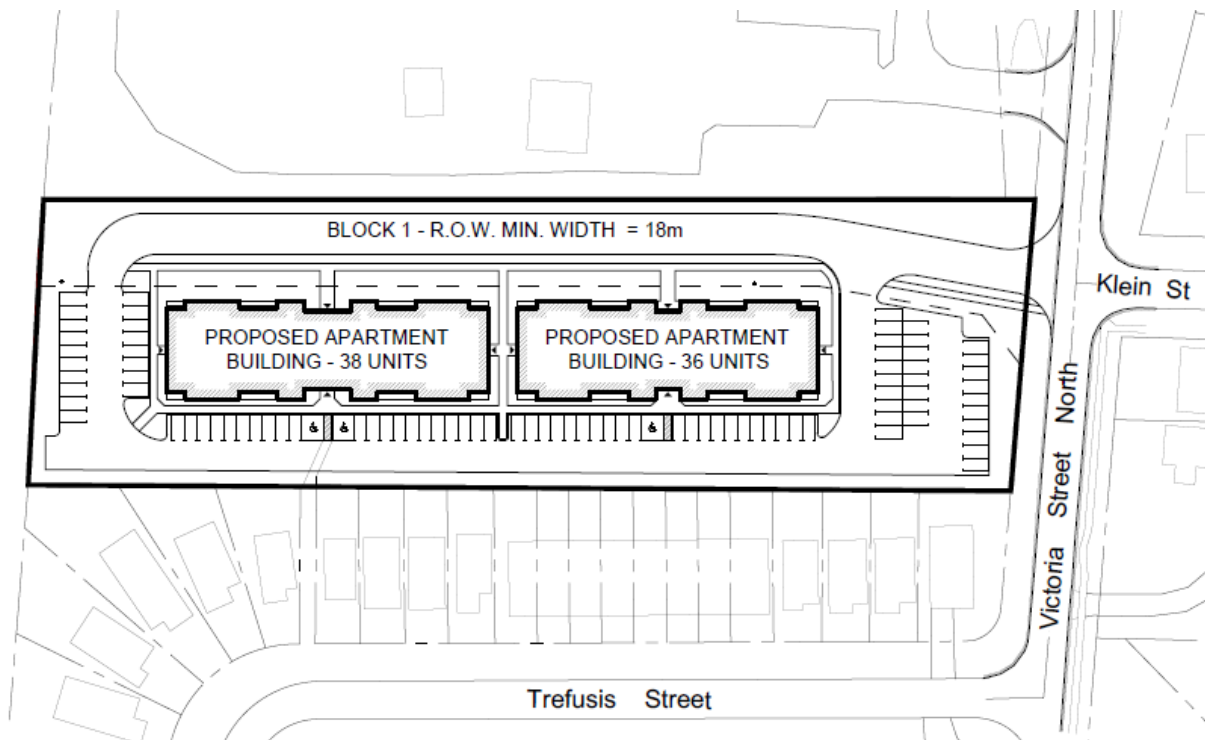 BLOCK 1 - R.O.W. MIN. WIDTH = 18m
Klein St
PROPOSED APARTMENT
BUILDING - 38 UNITS
PROPOSED APARTMENT
BUILDING - 36 UNITS
Victoria Street North
Trefusis Street